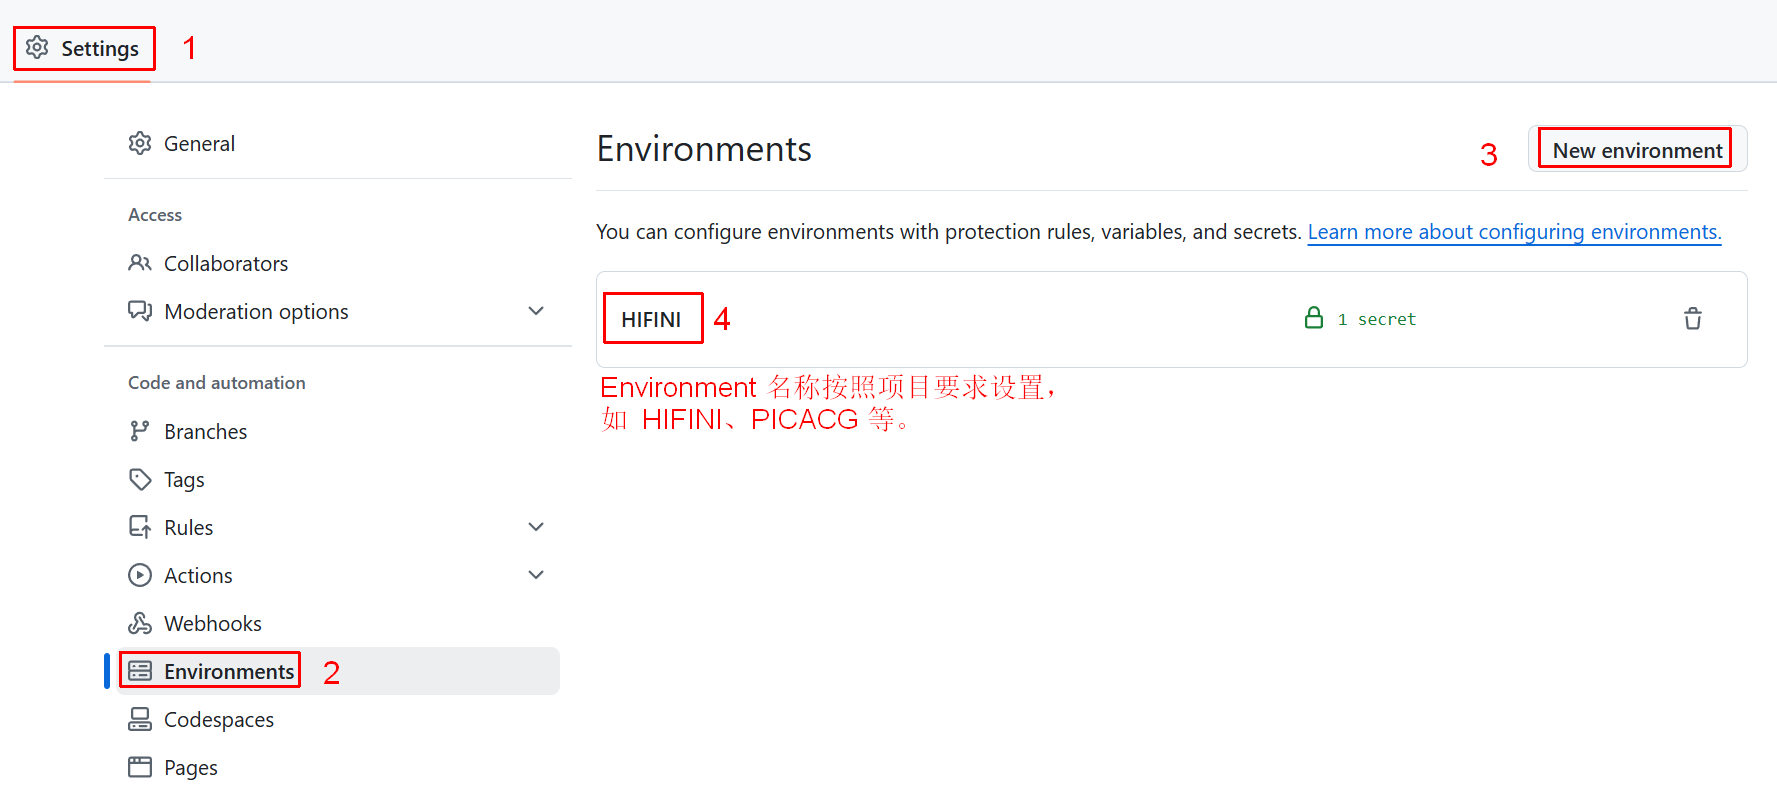 Settings 1
General
Access
Collaborators
Moderation options
Code and automation
Branches
Tags
Rules
Actions
Webhooks
Environments 2
Codespaces
Pages
Environments
3 New environment
You can configure environments with protection rules, variables, and secrets. Learn more about configuring environments.
HIFINI 4 1 secret
Environment 名称按照项目要求设置，
如 HIFINI、PICACG 等。